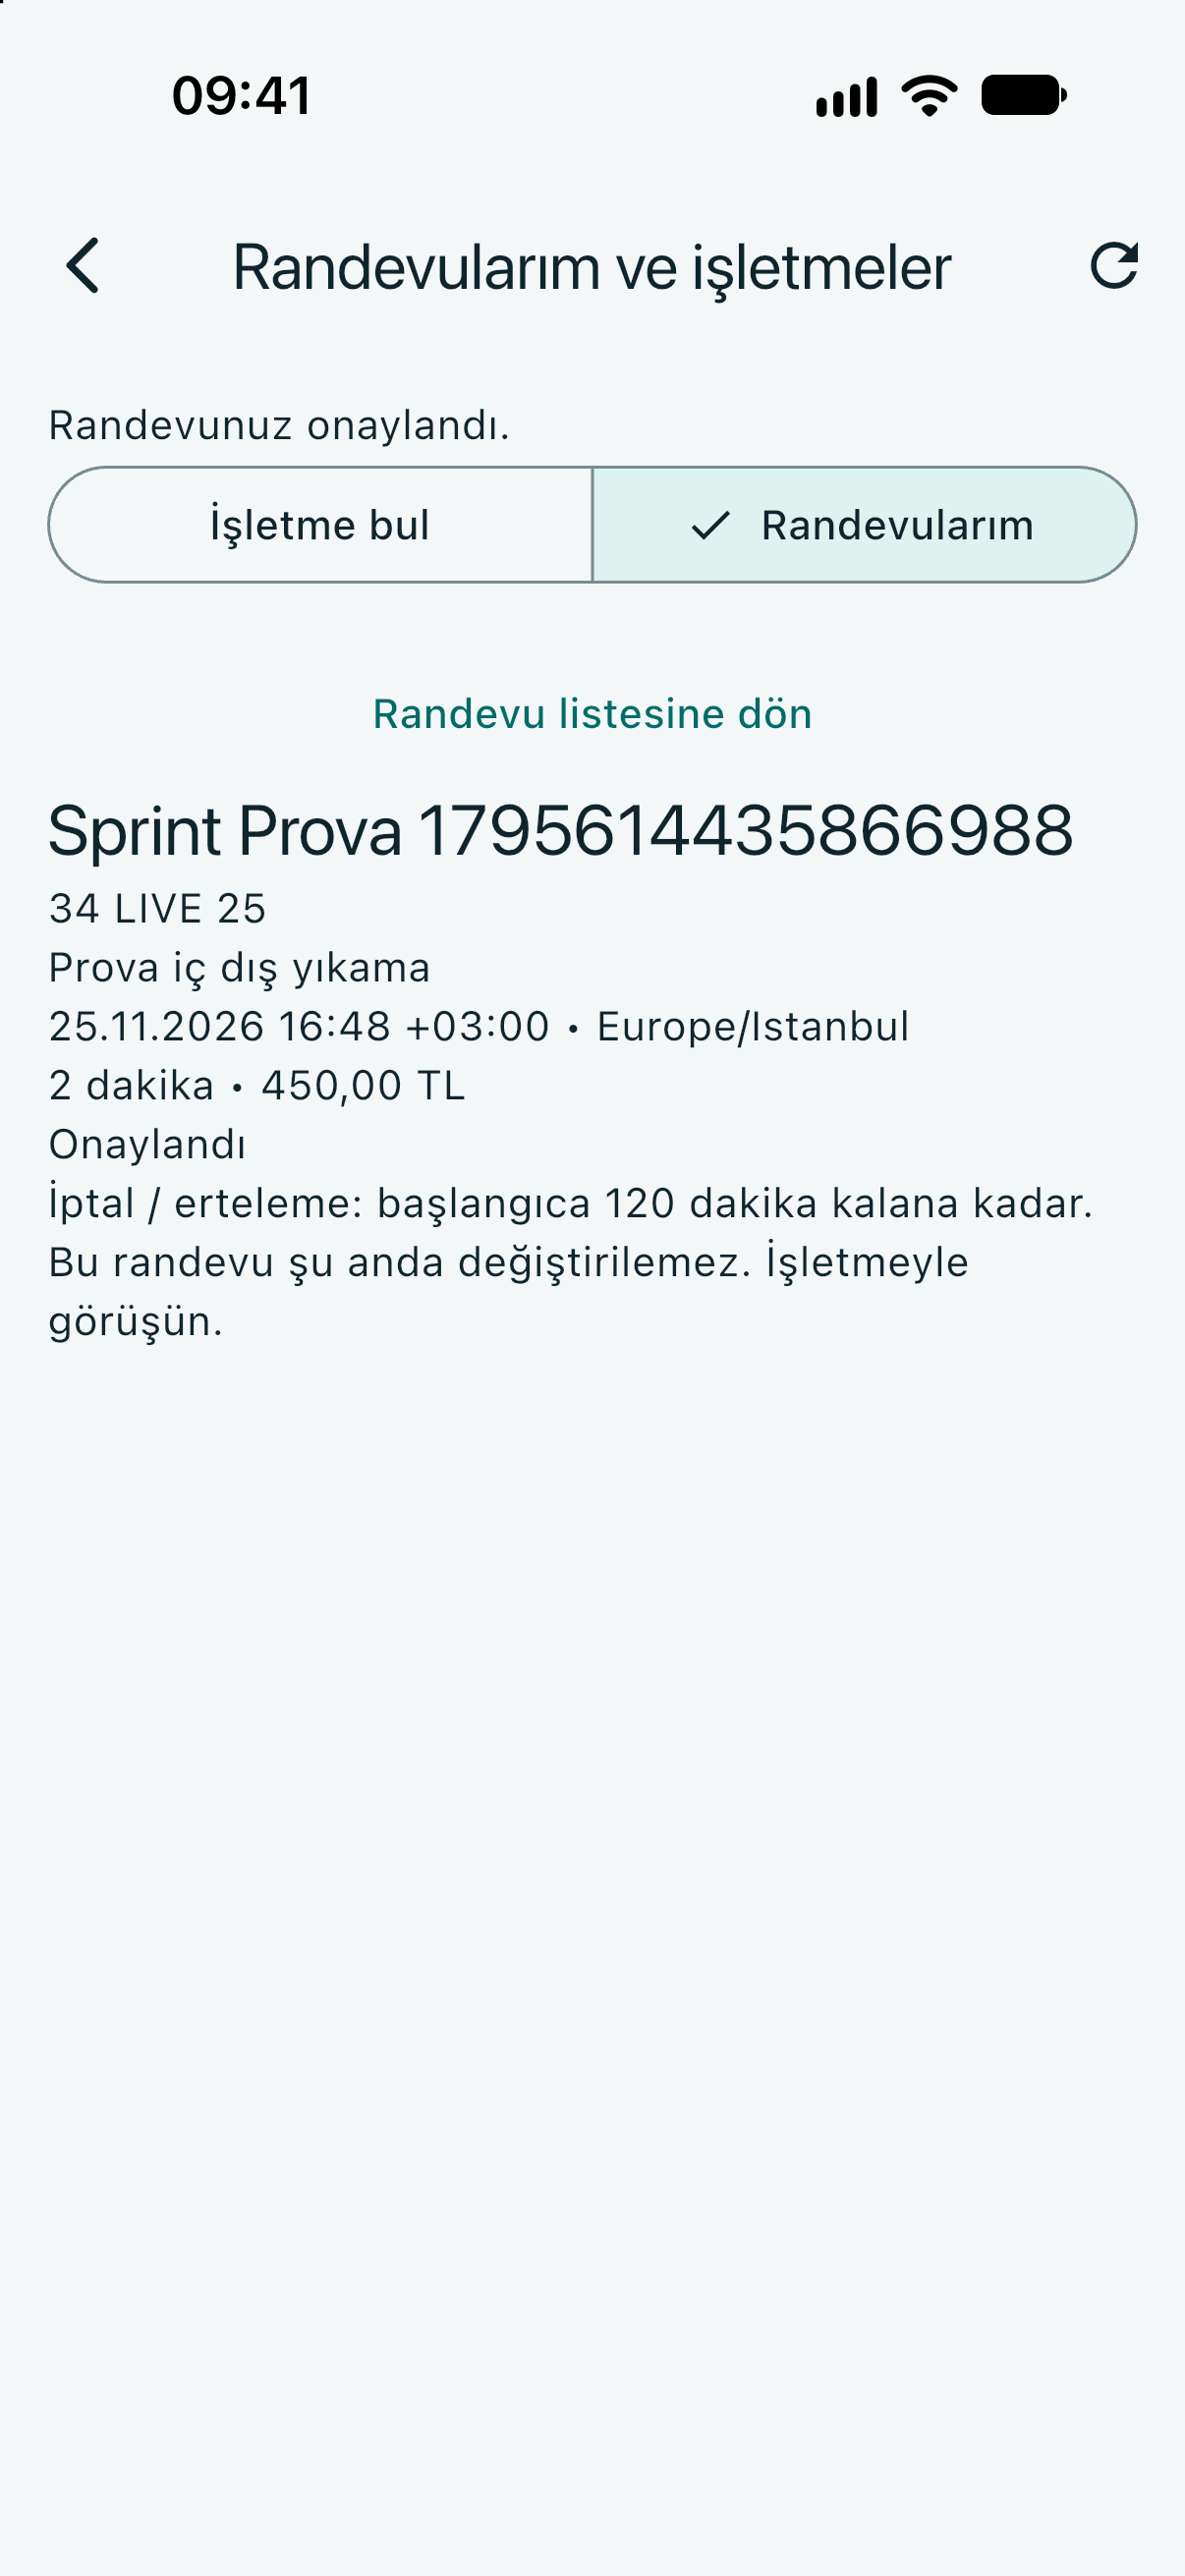 09:41
Randevularım ve işletmeler
Randevunuz onaylandı.
İşletme bul
Randevularım
Randevu listesine dön
Sprint Prova 1795614435866988
34 LIVE 25
Prova iç dış yıkama
25.11.2026 16:48 +03:00 • Europe/Istanbul
2 dakika • 450,00 TL
Onaylandı
İptal / erteleme: başlangıca 120 dakika kalana kadar.
Bu randevu şu anda değiştirilemez. İşletmeyle
görüşün.